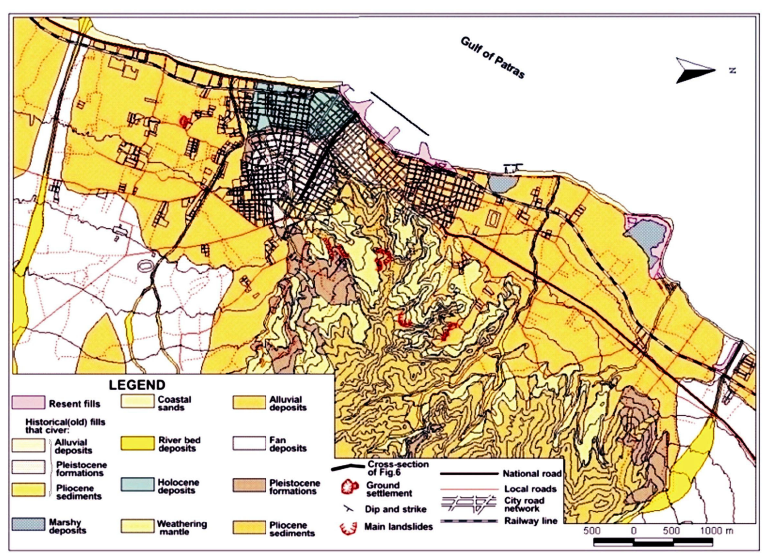 Gulf of Patras
N
LEGEND
Resent fills
Coastal
sands
Alluvial
deposits
Historical(old) fills
that civer:
Alluvial
deposits
Pleistocene
formations
Pliocene
sediments
River bed
deposits
Fan
deposits
Holocene
deposits
Pleistocene
formations
Marshy
deposits
Weathering
mantle
Pliocene
sediments
Cross-section
of Fig.6
Ground
settlement
Dip and strike
Main landslides
National road
Local roads
City road
network
Railway line
500 0 500 1000 m